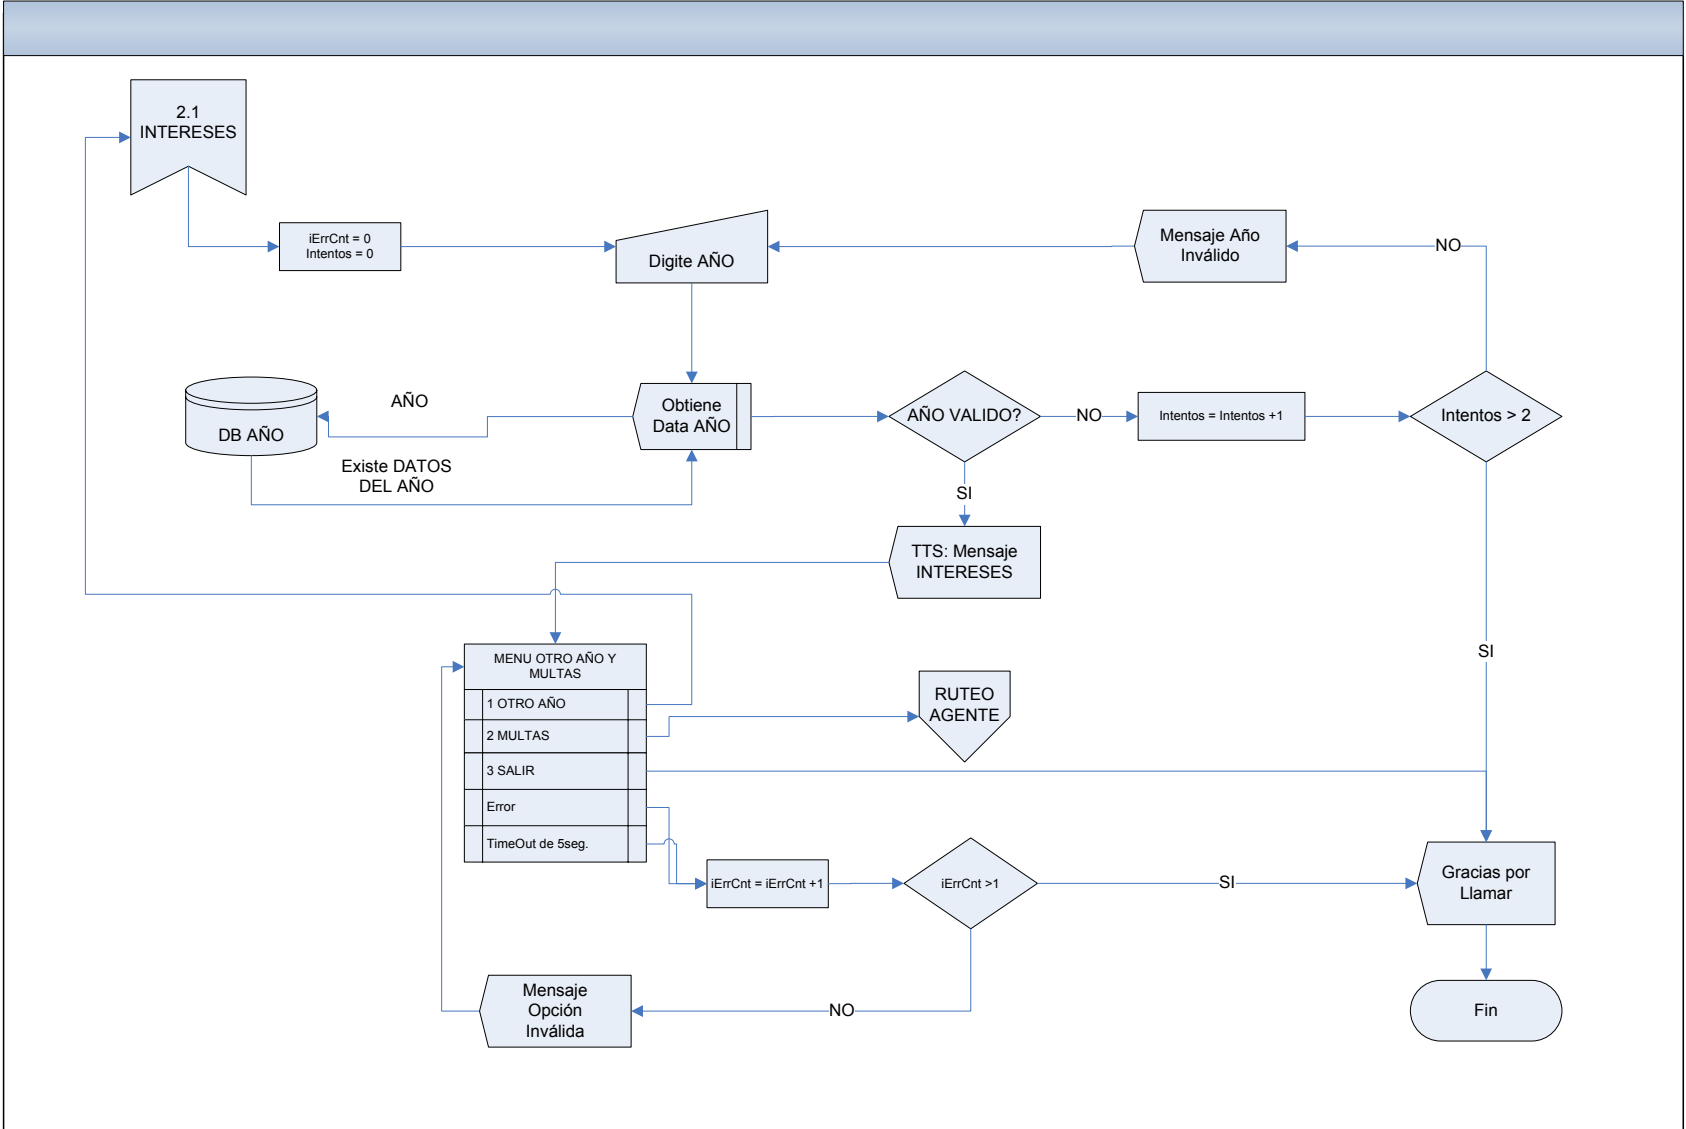 2.1
INTERESES
iErrCnt = 0
Intentos = 0
Digite AÑO
Mensaje Año
Inválido
NO
DB AÑO
AÑO
Existe DATOS
DEL AÑO
Obtiene
Data AÑO
AÑO VALIDO?
NO
Intentos = Intentos +1
Intentos > 2
SI
TTS: Mensaje
INTERESES
SI
MENU OTRO AÑO Y
MULTAS
1 OTRO AÑO
2 MULTAS
3 SALIR
Error
TimeOut de 5seg.
RUTEO
AGENTE
iErrCnt = iErrCnt +1
iErrCnt >1
SI
Gracias por
Llamar
Mensaje
Opción
Inválida
NO
Fin